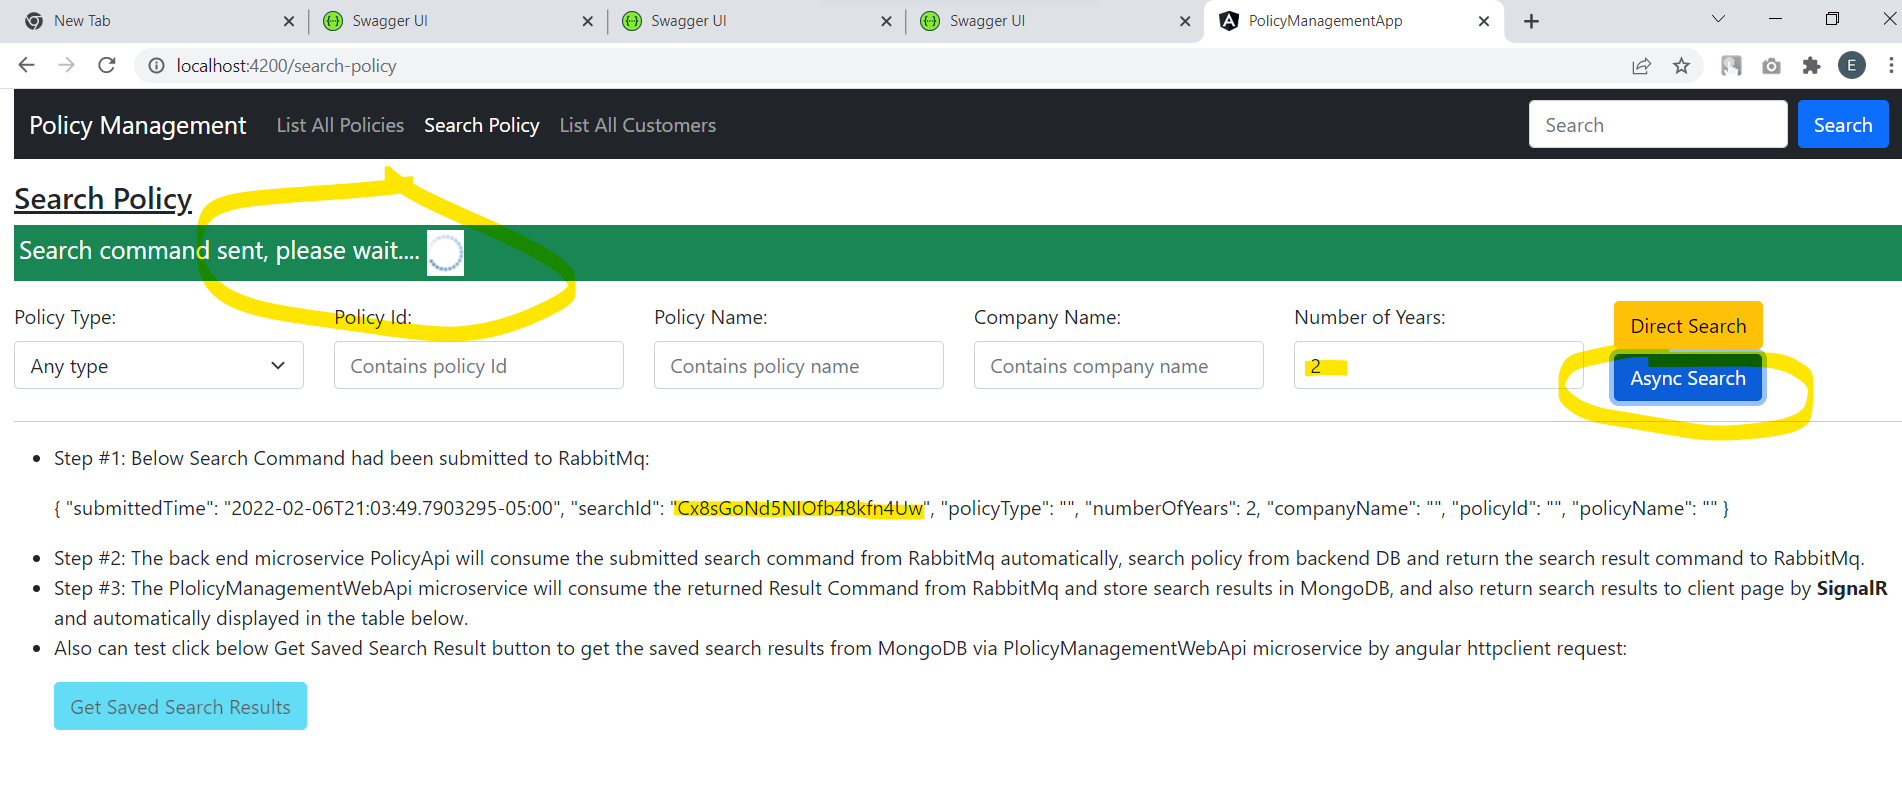 New Tab
Swagger UI
Swagger UI
Swagger UI
PolicyManagementApp
localhost:4200/search-policy
E
Policy Management
List All Policies
Search Policy
List All Customers
Search
Search
Search Policy
Search command sent, please wait....
Policy Type:
Policy Id:
Policy Name:
Company Name:
Number of Years:
Direct Search
Any type
Contains policy Id
Contains policy name
Contains company name
2
Async Search
Step #1: Below Search Command had been submitted to RabbitMq:
{ "submittedTime": "2022-02-06T21:03:49.7903295-05:00", "searchId": "Cx8sGoNd5NIOfb48kfn4Uw", "policyType": "", "numberOfYears": 2, "companyName": "", "policyId": "", "policyName": "" }
Step #2: The back end microservice PolicyApi will consume the submitted search command from RabbitMq automatically, search policy from backend DB and return the search result command to RabbitMq.
Step #3: The PlolicyManagementWebApi microservice will consume the returned Result Command from RabbitMq and store search results in MongoDB, and also return search results to client page by SignalR
and automatically displayed in the table below.
Also can test click below Get Saved Search Result button to get the saved search results from MongoDB via PlolicyManagementWebApi microservice by angular httpclient request:
Get Saved Search Results